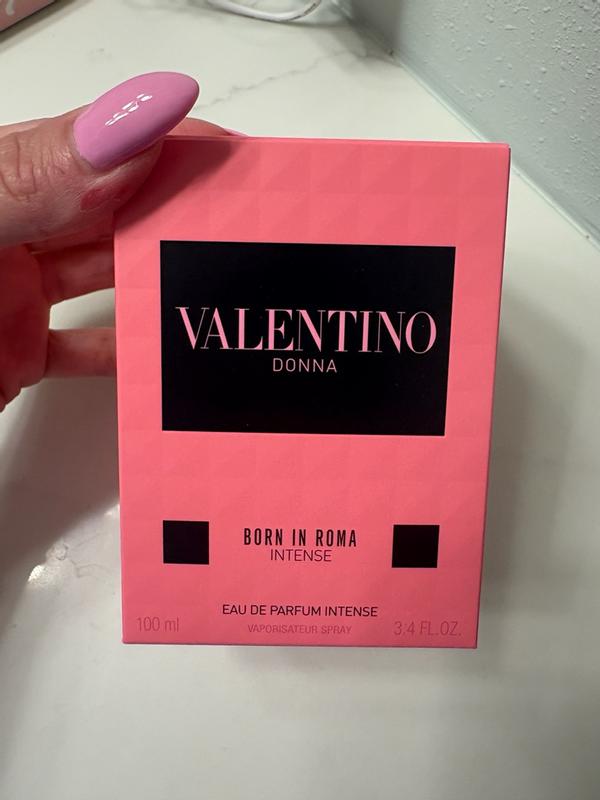 VALENTINO
DONNA
BORN IN ROMA
INTENSE
EAU DE PARFUM INTENSE
100 ml VAPORISATEUR SPRAY 3.4 FL.OZ.